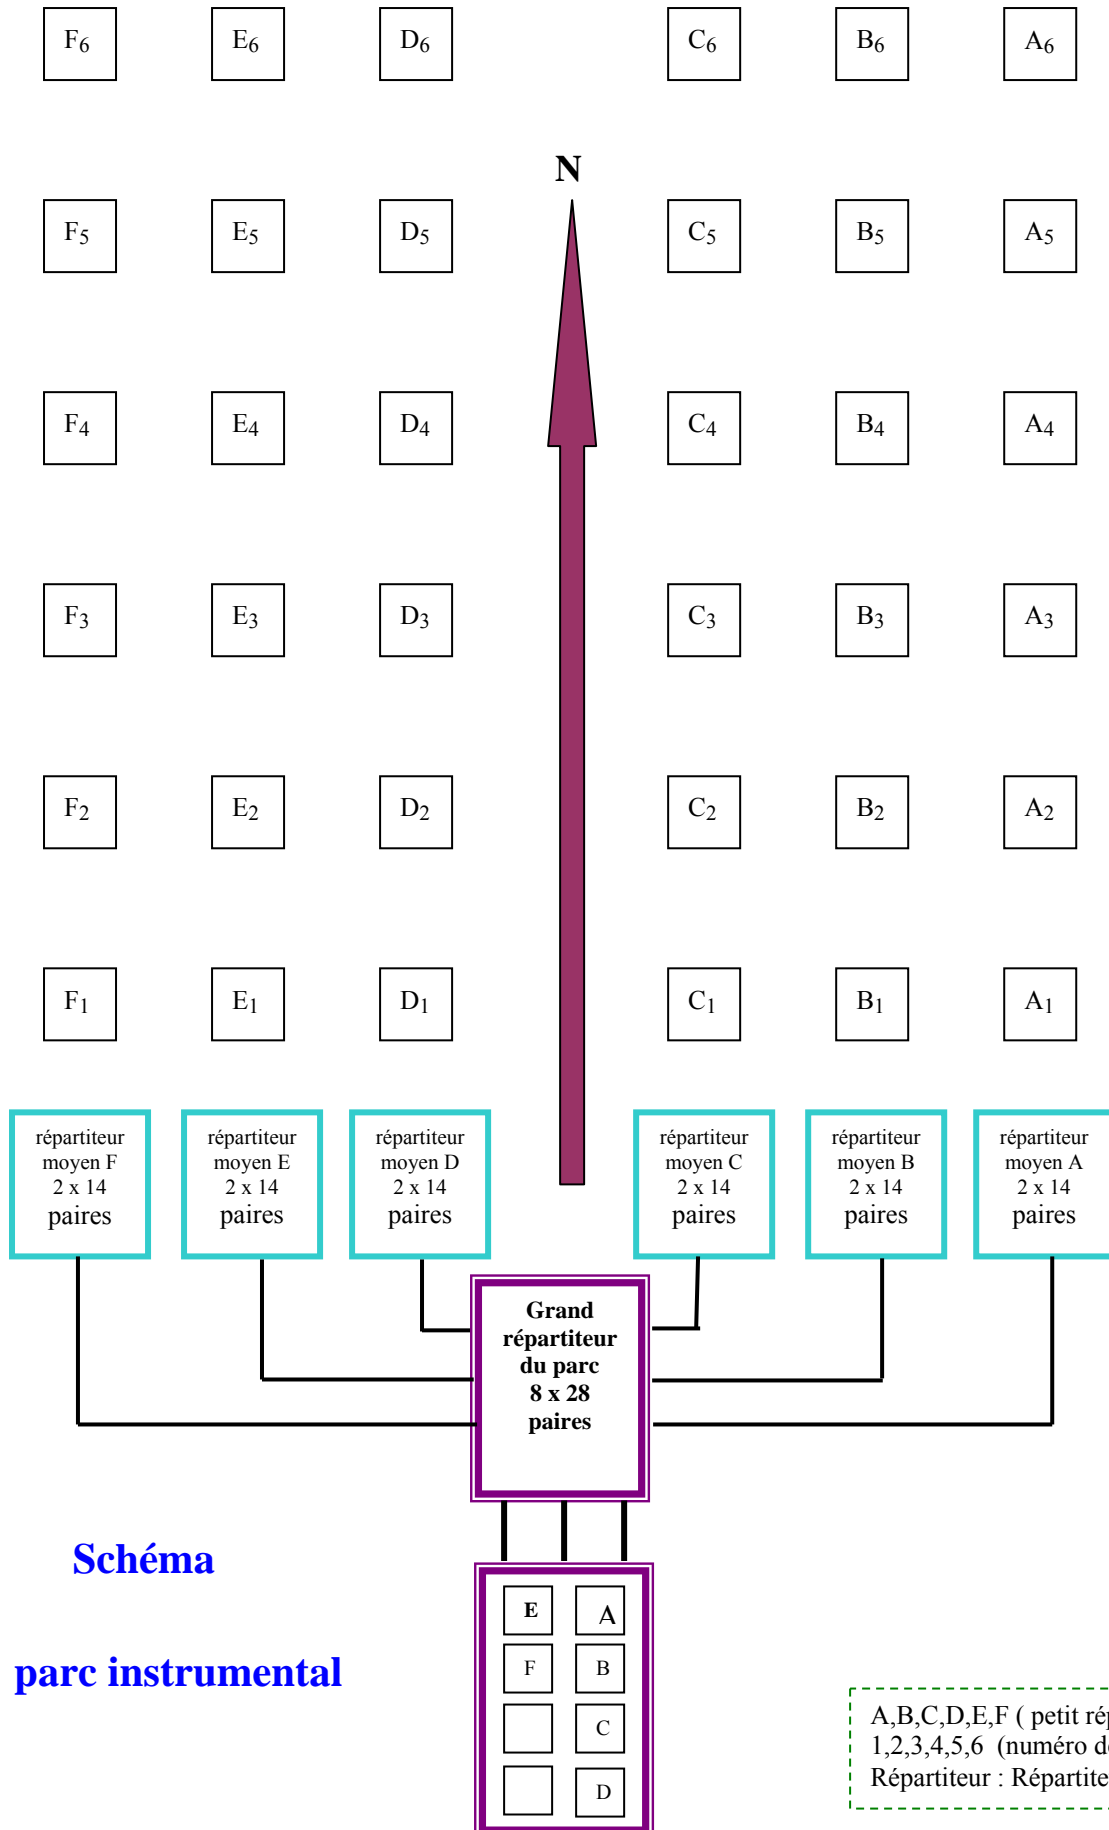 F6 E6 D6 C6 B6 A6
N
F5 E5 D5 C5 B5 A5
F4 E4 D4 C4 B4 A4
F3 E3 D3 C3 B3 A3
F2 E2 D2 C2 B2 A2
F1 E1 D1 C1 B1 A1
répartiteur
moyen F
2 x 14
paires
répartiteur
moyen E
2 x 14
paires
répartiteur
moyen D
2 x 14
paires
répartiteur
moyen C
2 x 14
paires
répartiteur
moyen B
2 x 14
paires
répartiteur
moyen A
2 x 14
paires
Grand
répartiteur
du parc
8 x 28
paires
Schéma
parc instrumental
E A
F B
C
D
A,B,C,D,E,F ( petit
1,2,3,4,5,6 (numéro
Répartiteur :